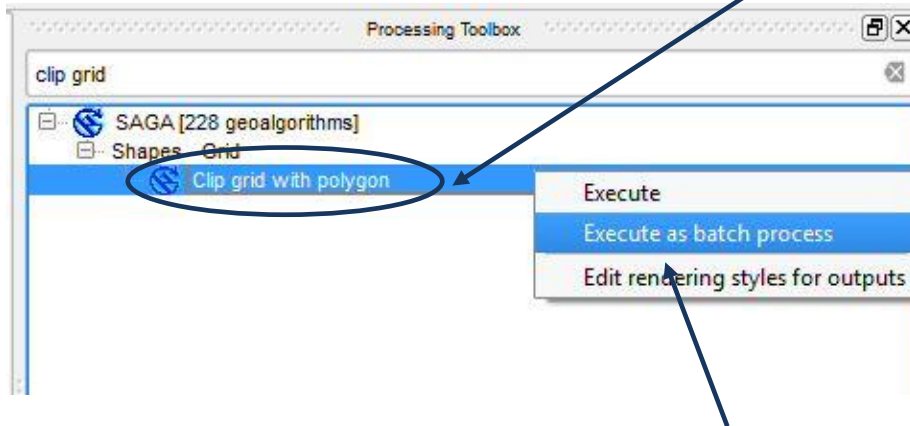 Processing Toolbox
clip grid
SAGA [228 geoalgorithms]
Shapes - Grid
Clip grid with polygon
Execute
Execute as batch process
Edit rendering styles for outputs